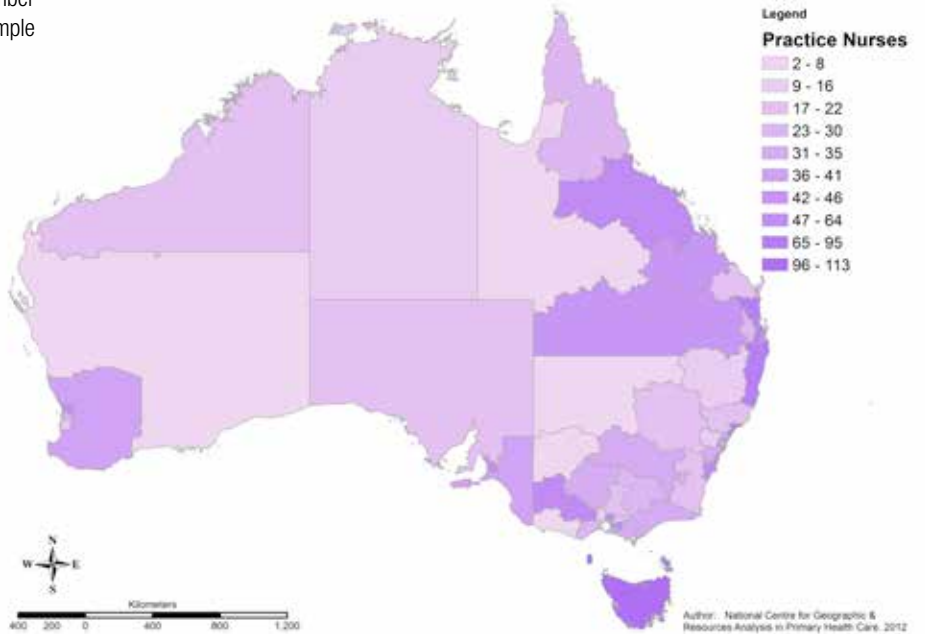 mple
Legend
Practice Nurses
2 - 8
9 - 16
17 - 22
23 - 30
31 - 35
36 - 41
42 - 46
47 - 64
65 - 95
96 - 113
N
W E
S
Kilometers
400 200 0 400 800 1,200
Author: National Centre for Geographic &
Resources Analysis in Primary Health Care. 2012